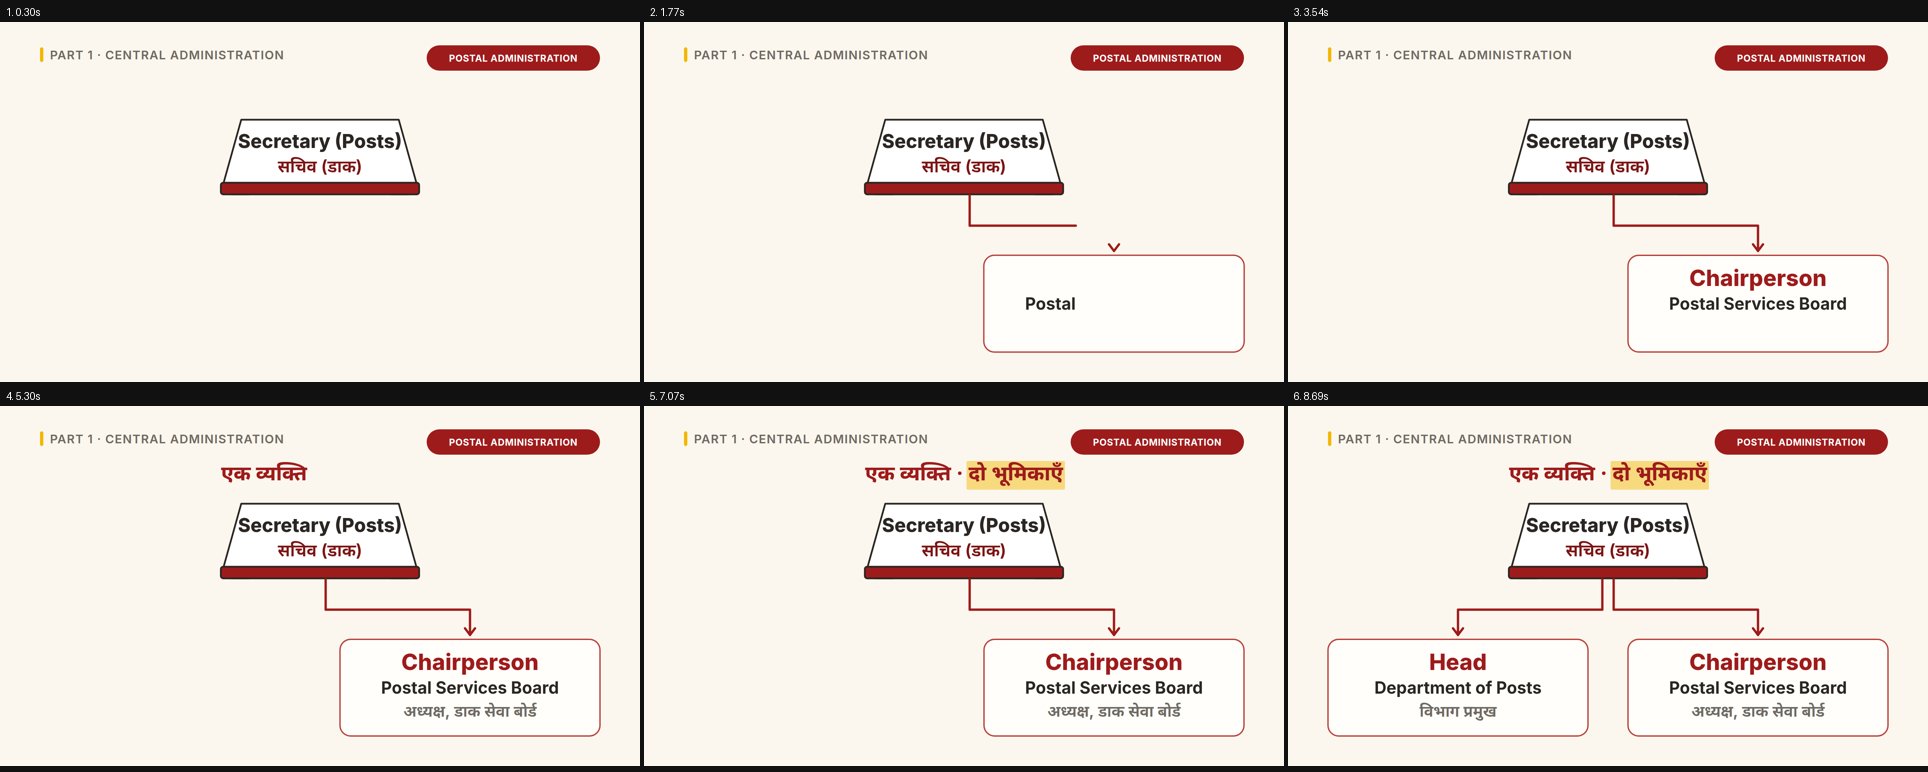 1. 0.30s
PART 1 · CENTRAL ADMINISTRATION
POSTAL ADMINISTRATION
Secretary (Posts)
सचिव (डाक)
2. 1.77s
PART 1 · CENTRAL ADMINISTRATION
POSTAL ADMINISTRATION
Secretary (Posts)
सचिव (डाक)
Postal
3. 3.54s
PART 1 · CENTRAL ADMINISTRATION
POSTAL ADMINISTRATION
Secretary (Posts)
सचिव (डाक)
Chairperson
Postal Services Board
4. 5.30s
PART 1 · CENTRAL ADMINISTRATION
POSTAL ADMINISTRATION
एक व्यक्ति
Secretary (Posts)
सचिव (डाक)
Chairperson
Postal Services Board
अध्यक्ष, डाक सेवा बोर्ड
5. 7.07s
PART 1 · CENTRAL ADMINISTRATION
POSTAL ADMINISTRATION
एक व्यक्ति · दो भूमिकाएँ
Secretary (Posts)
सचिव (डाक)
Chairperson
Postal Services Board
अध्यक्ष, डाक सेवा बोर्ड
6. 8.69s
PART 1 · CENTRAL ADMINISTRATION
POSTAL ADMINISTRATION
एक व्यक्ति · दो भूमिकाएँ
Secretary (Posts)
सचिव (डाक)
Head
Department of Posts
विभाग प्रमुख
Chairperson
Postal Services Board
अध्यक्ष, डाक सेवा बोर्ड